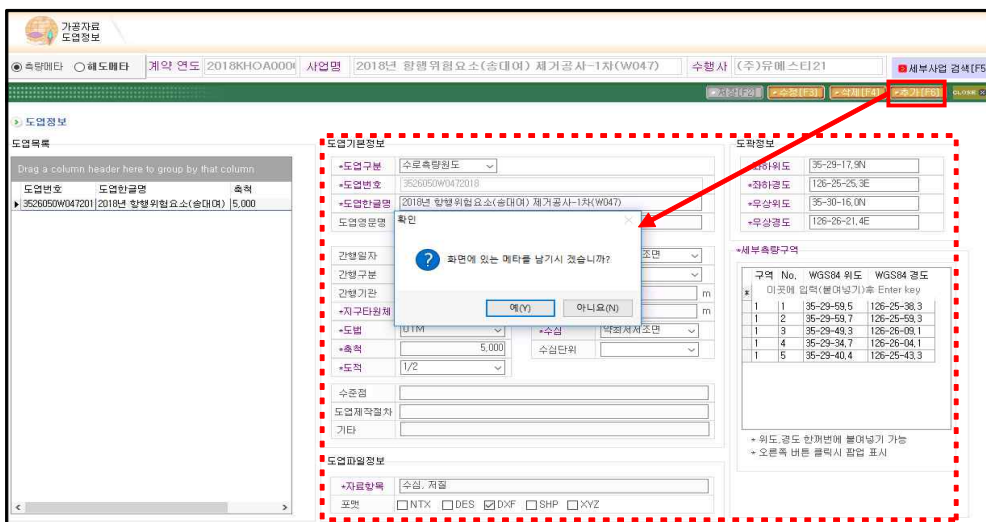 가공자료
도엽정보
측량메타 해도메타 계약 연도 2018KHOA000 사업명 2018년 항행위험요소(송대여) 제거공사-1차(W047) 수행사 (주)유에스티21 세부사업 검색[F5
저장[F2] 수정[F3] 삭제[F4] 추가[F6] CLOSE
도엽정보
도엽목록 도엽기본정보 도곽정보
Drag a column header here to group by that column
도엽번호 도엽한글명 축척
3526050W047201 2018년 항행위험요소(송대여) 5,000
*도엽구분 수로측량원도
*도엽번호 3526050W0472018
*도엽한글명 2018년 항행위험요소(송대여) 제거공사-1차(W047)
도엽영문명
*좌하위도 35-29-17.9N
*좌하경도 126-25-25.3E
*우상위도 35-30-16.0N
*우상경도 126-26-21.4E
확인
화면에 있는 메타를 남기시 겠습니까?
예(Y) 아니요(N)
간행일자 조면
간행구분
간행기관 m
*지구타원체 m
*도법 UTM *수심 약최저저조면
*축척 5,000 수심단위
*도적 1/2
수준점
도엽제작절차
기타
*세부측량구역
구역 No. WGS84 위도 WGS84 경도
이곳에 입력(붙여넣기)후 Enter key
1 1 35-29-59.5 126-25-38.3
1 2 35-29-59.7 126-25-59.3
1 3 35-29-49.3 126-26-09.1
1 4 35-29-34.7 126-26-04.1
1 5 35-29-40.4 126-25-43.3
* 위도,경도 한꺼번에 붙여넣기 가능
* 오른쪽 버튼 클릭시 팝업 표시
도엽파일정보
*자료항목 수심, 저질
포맷 NTX DES DXF SHP XYZ